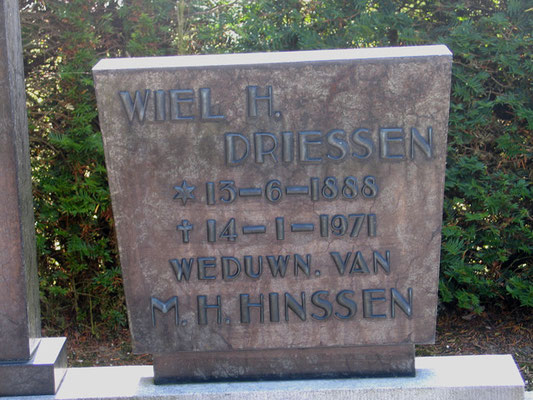 WIEL H.
DRIESSEN
* 15-6-1888
† 14-1-1971
WEDUWN. VAN
M.H. HINSSEN